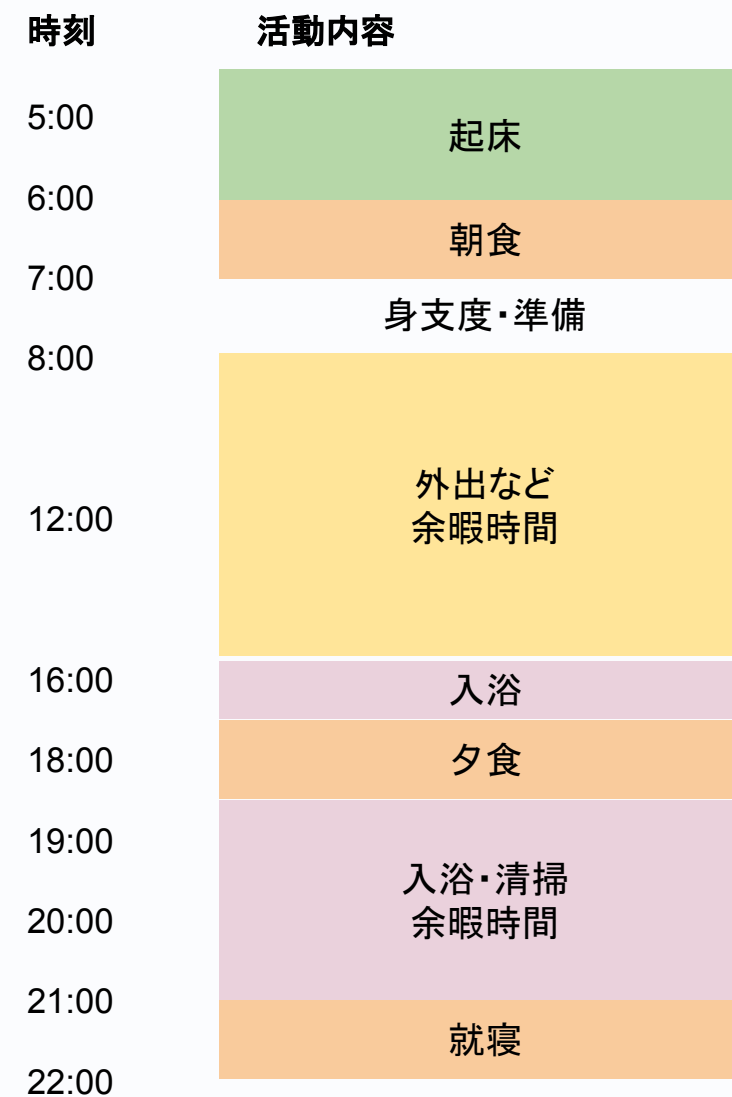 時刻 活動内容
5:00
起床
6:00
朝食
7:00
身支度・準備
8:00
外出など
12:00
余暇時間
16:00
入浴
18:00
夕食
19:00
入浴・清掃
20:00
余暇時間
21:00
就寝
22:00